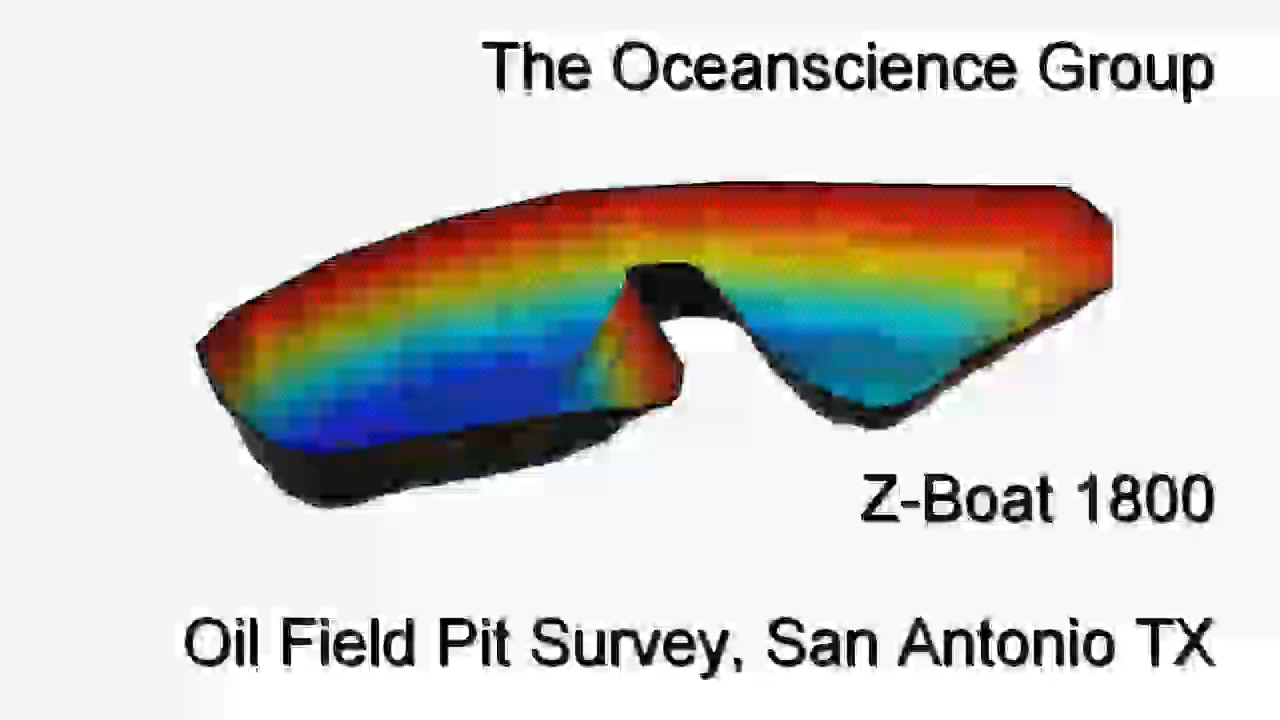 The Oceanscience Group
Z-Boat 1800
Oil Field Pit Survey, San Antonio TX